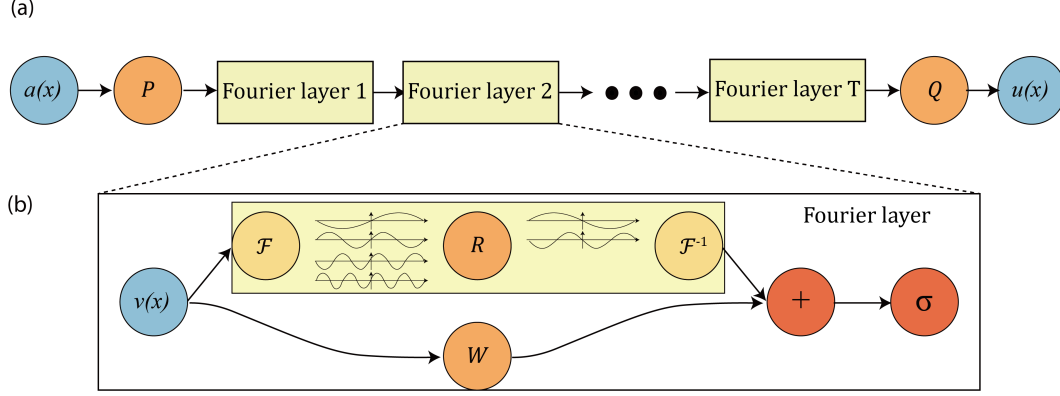 (a)
a(x) P Fourier layer 1 Fourier layer 2 ●●● Fourier layer T Q u(x)
(b)
Fourier layer
ℱ R ℱ⁻¹
v(x) + σ
W